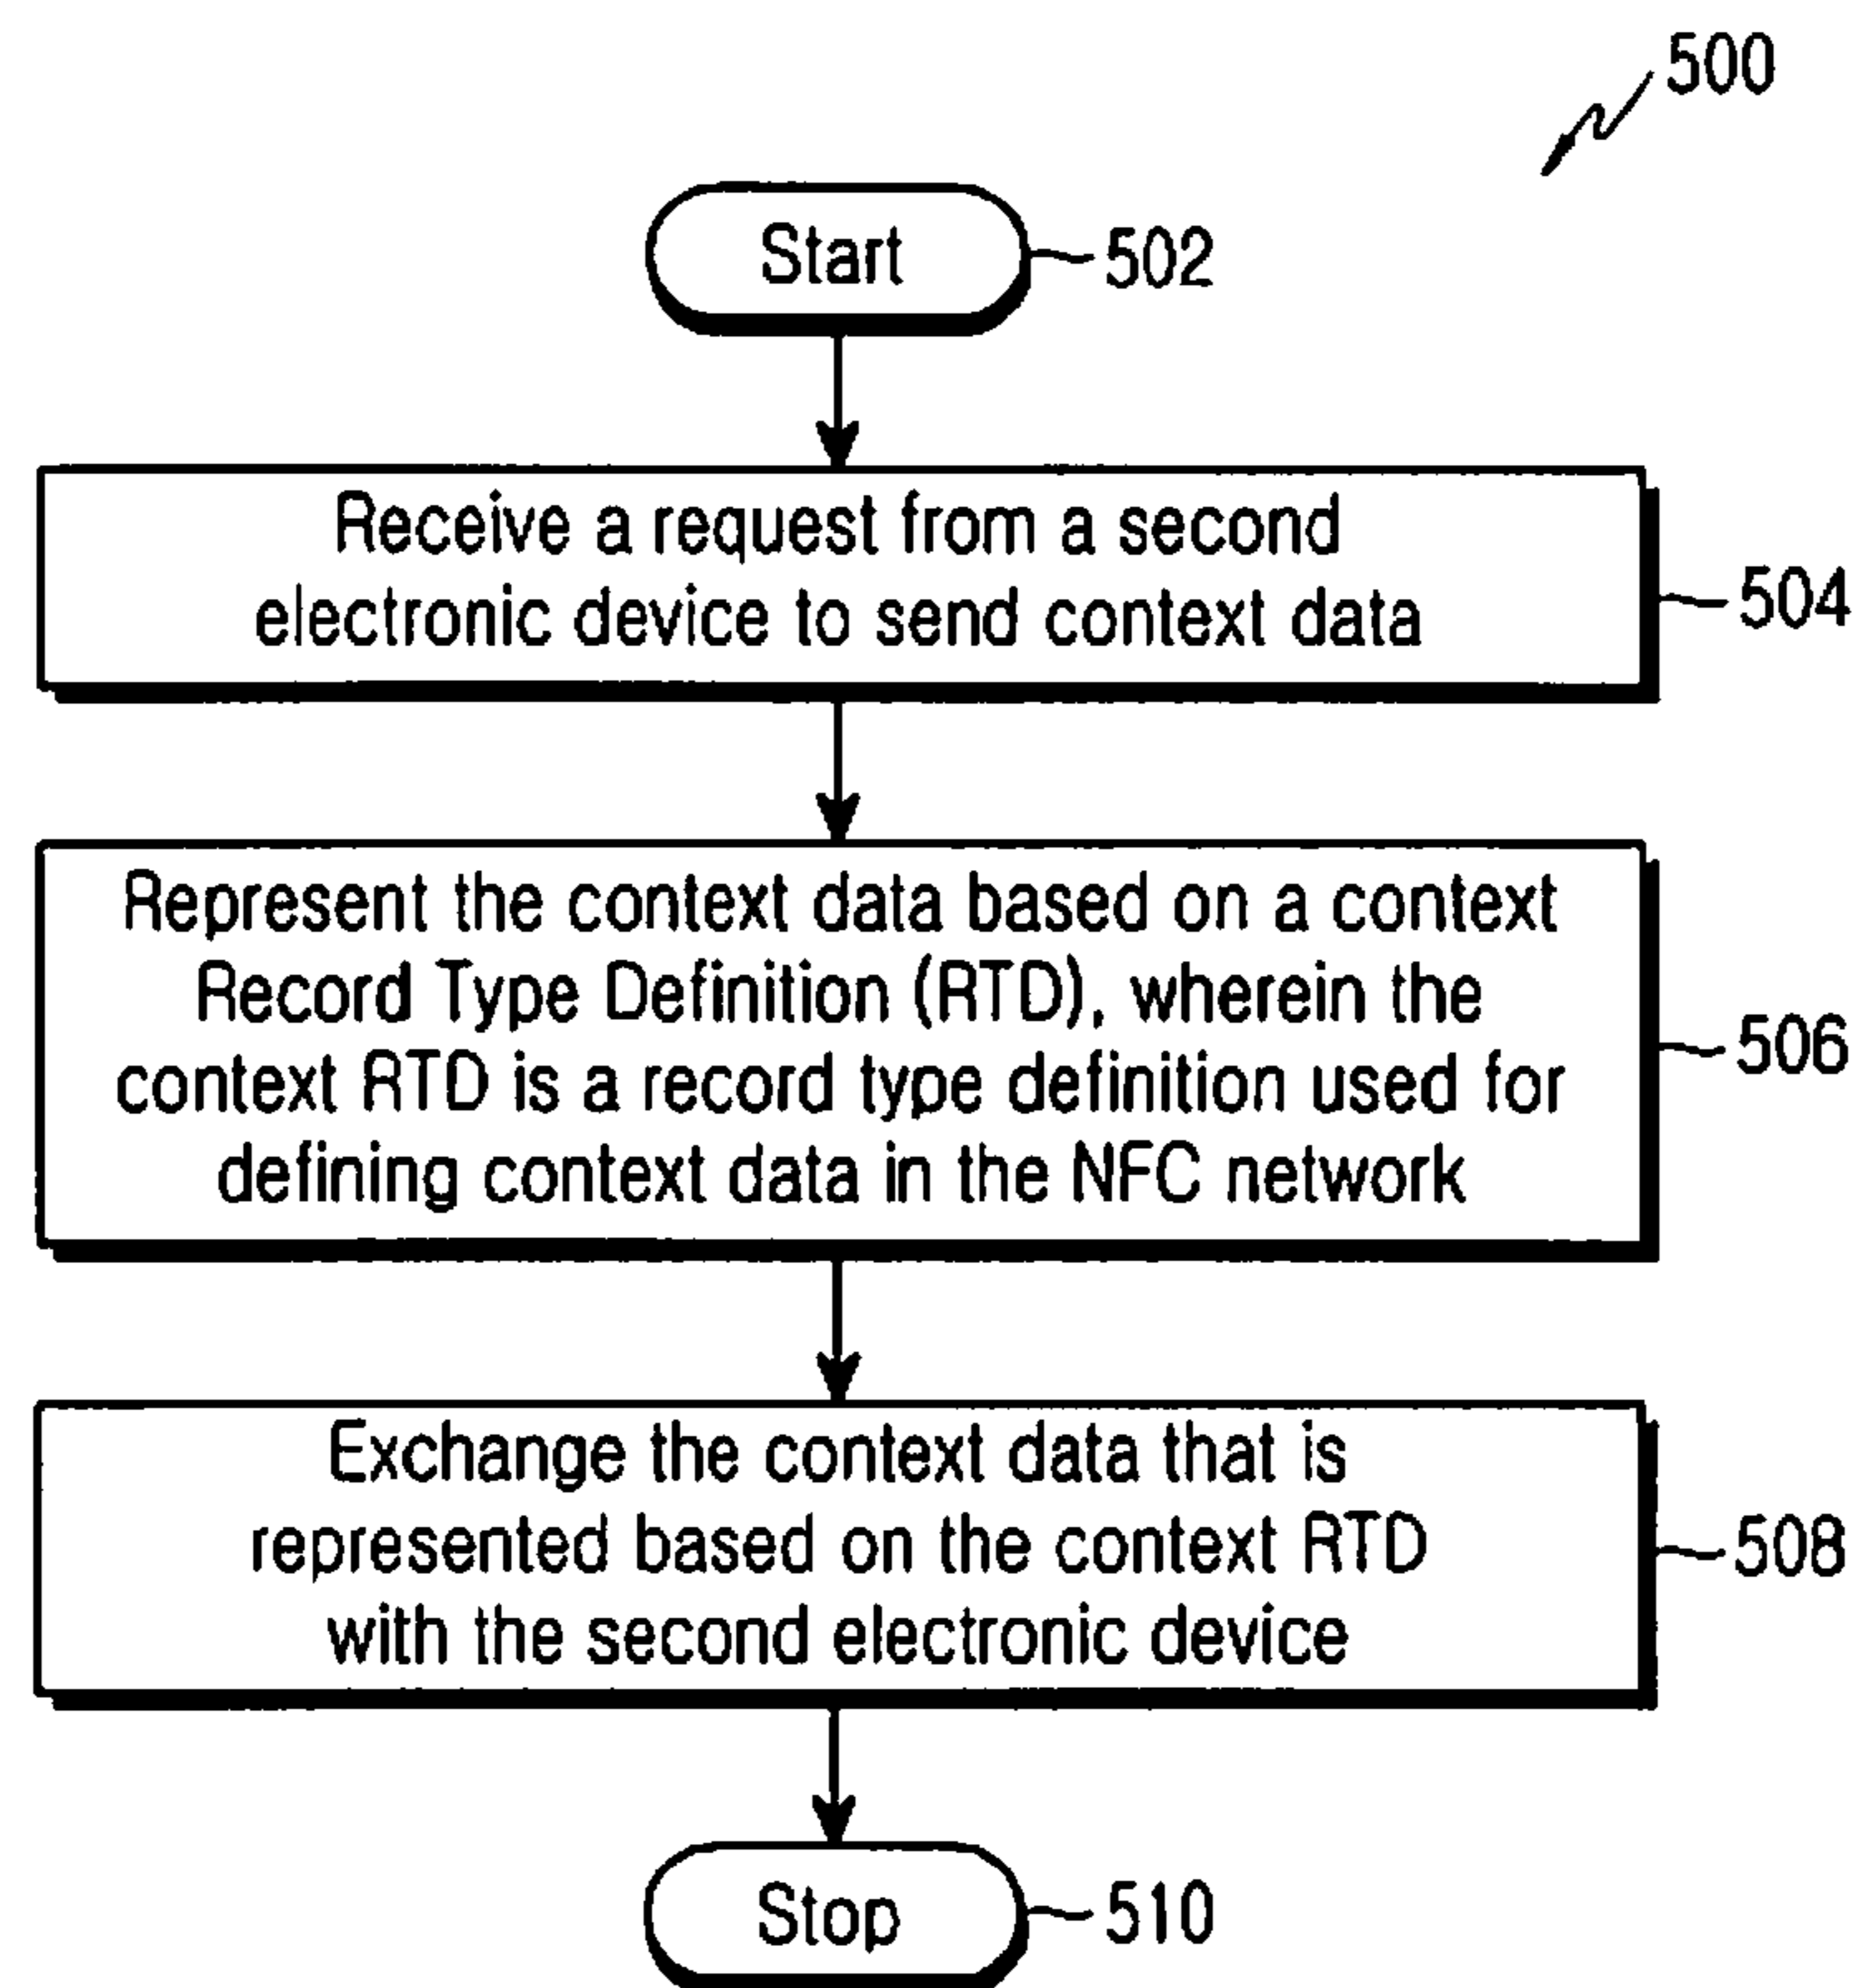 500
Start
502
Receive a request from a second
electronic device to send context data
504
Represent the context data based on a context
Record Type Definition (RTD), wherein the
context RTD is a record type definition used for
defining context data in the NFC network
506
Exchange the context data that is
represented based on the context RTD
with the second electronic device
508
Stop
510